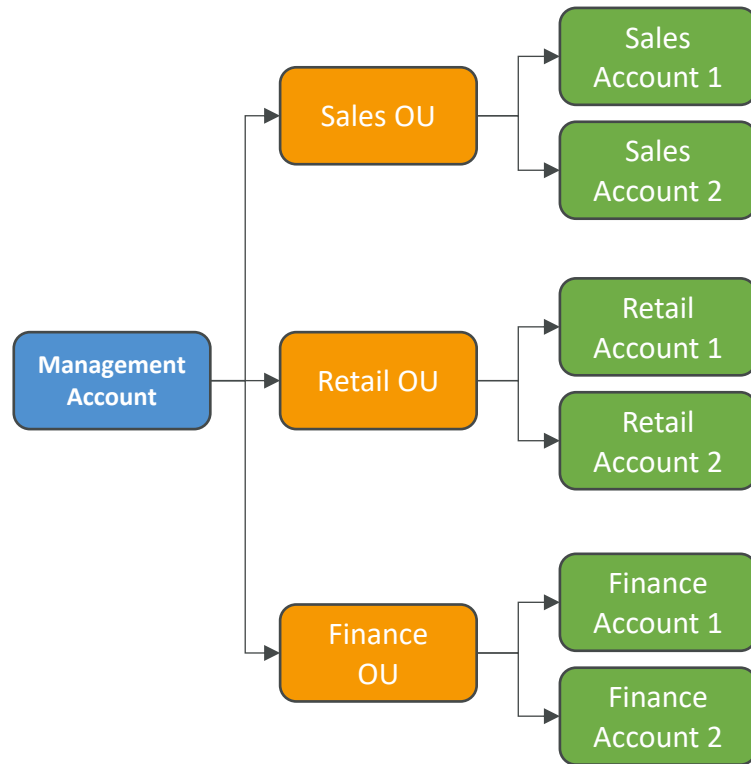 Sales
Account 1
Sales OU
Sales
Account 2
Retail
Account 1
Management
Account
Retail OU
Retail
Account 2
Finance
Account 1
Finance
OU
Finance
Account 2